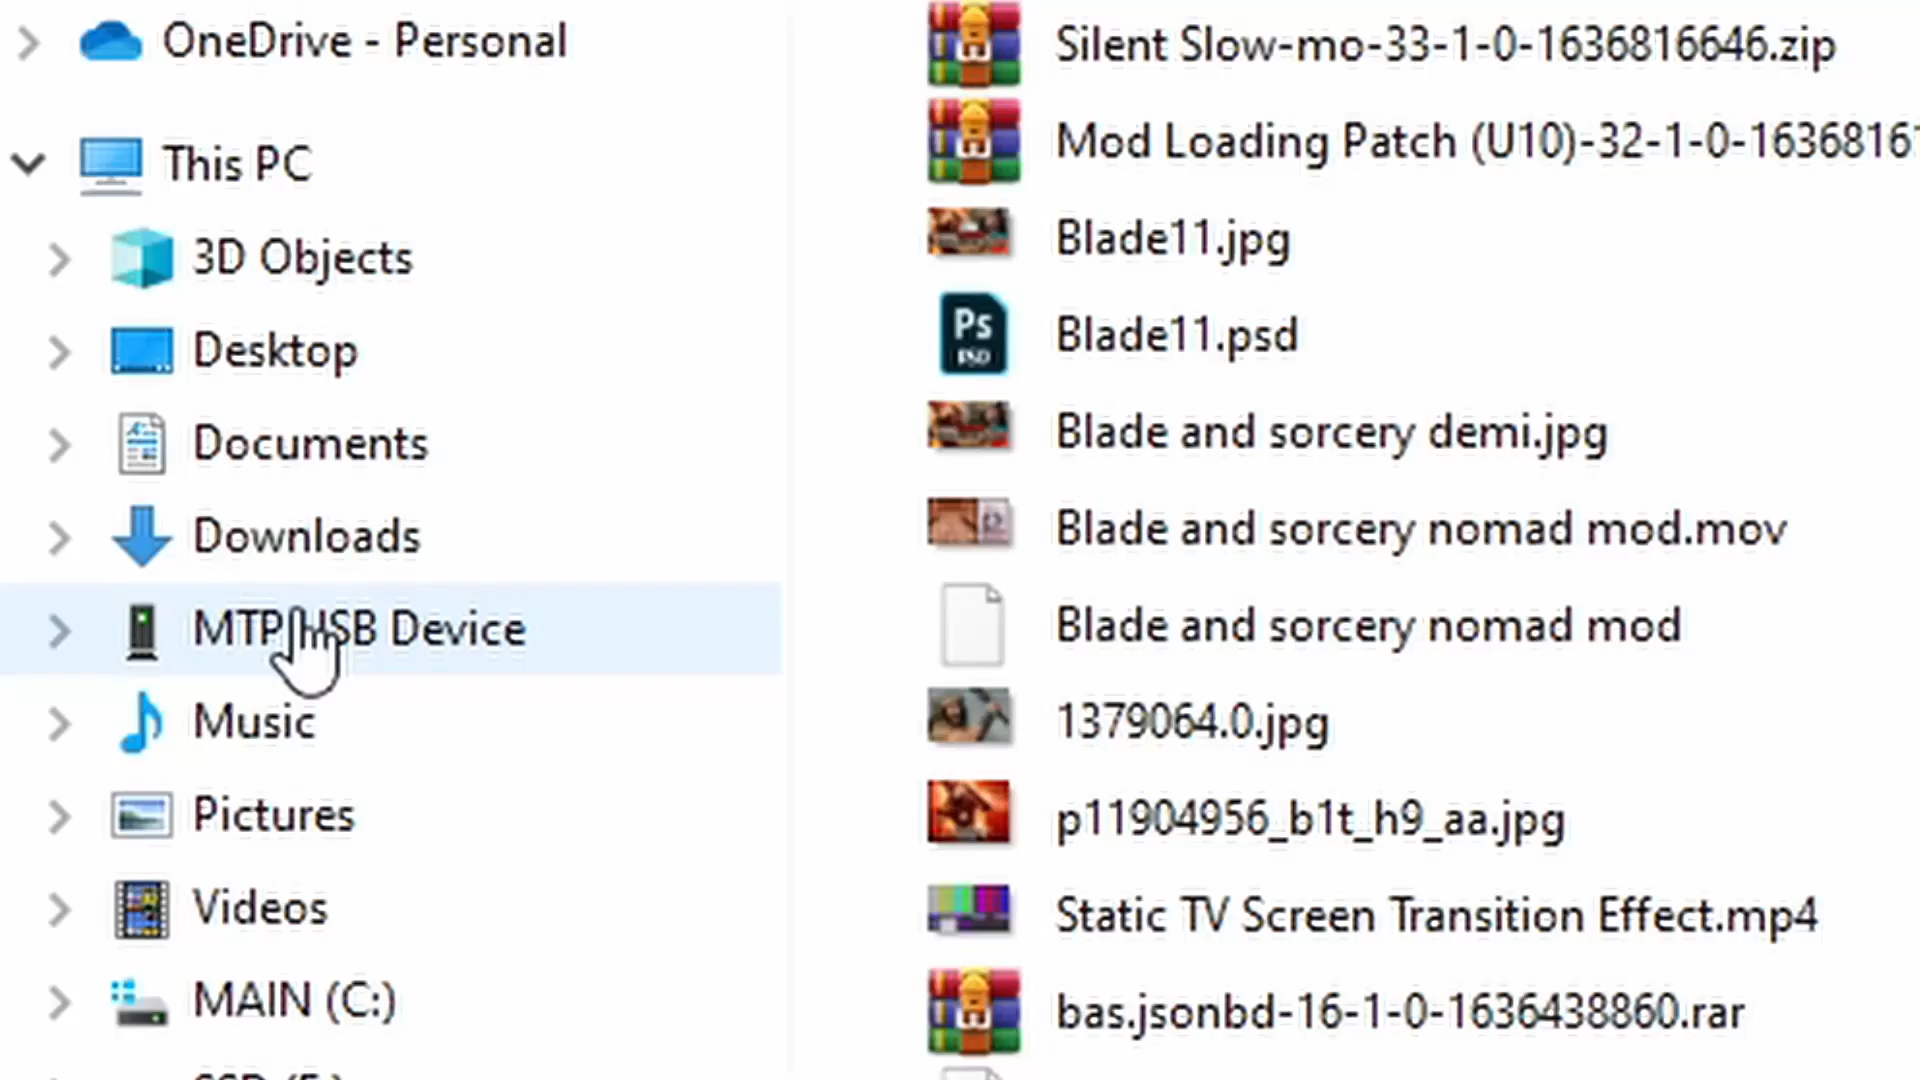 OneDrive - Personal
This PC
3D Objects
Desktop
Documents
Downloads
MTP USB Device
Music
Pictures
Videos
MAIN (C:)
Silent Slow-mo-33-1-0-1636816646.zip
Mod Loading Patch (U10)-32-1-0-16368161
Blade11.jpg
Ps
PSD
Blade11.psd
Blade and sorcery demi.jpg
Blade and sorcery nomad mod.mov
Blade and sorcery nomad mod
1379064.0.jpg
p11904956_b1t_h9_aa.jpg
Static TV Screen Transition Effect.mp4
bas.jsonbd-16-1-0-1636438860.rar